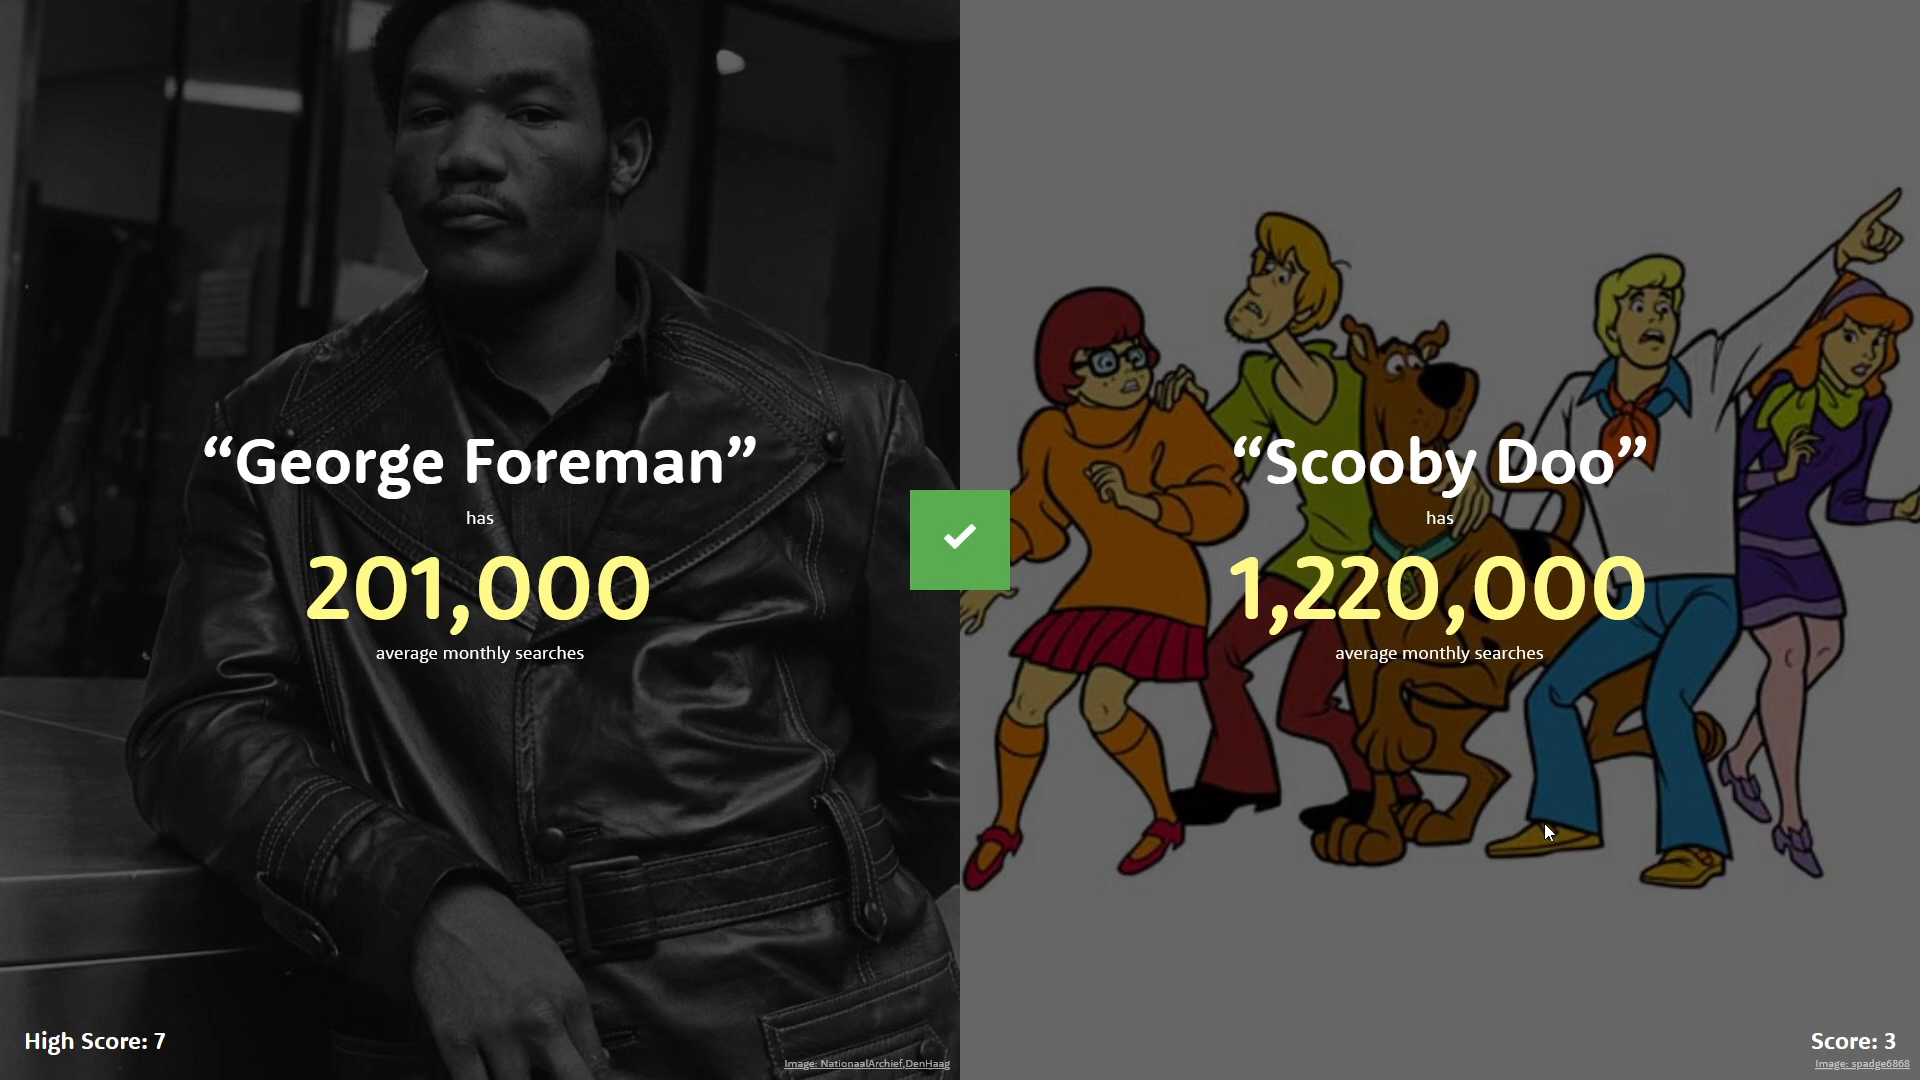 “George Foreman”
has
201,000
average monthly searches
“Scooby Doo”
has
1,220,000
average monthly searches
High Score: 7
Image: NationaalArchief,DenHaag
Score: 3
Image: spadge6868